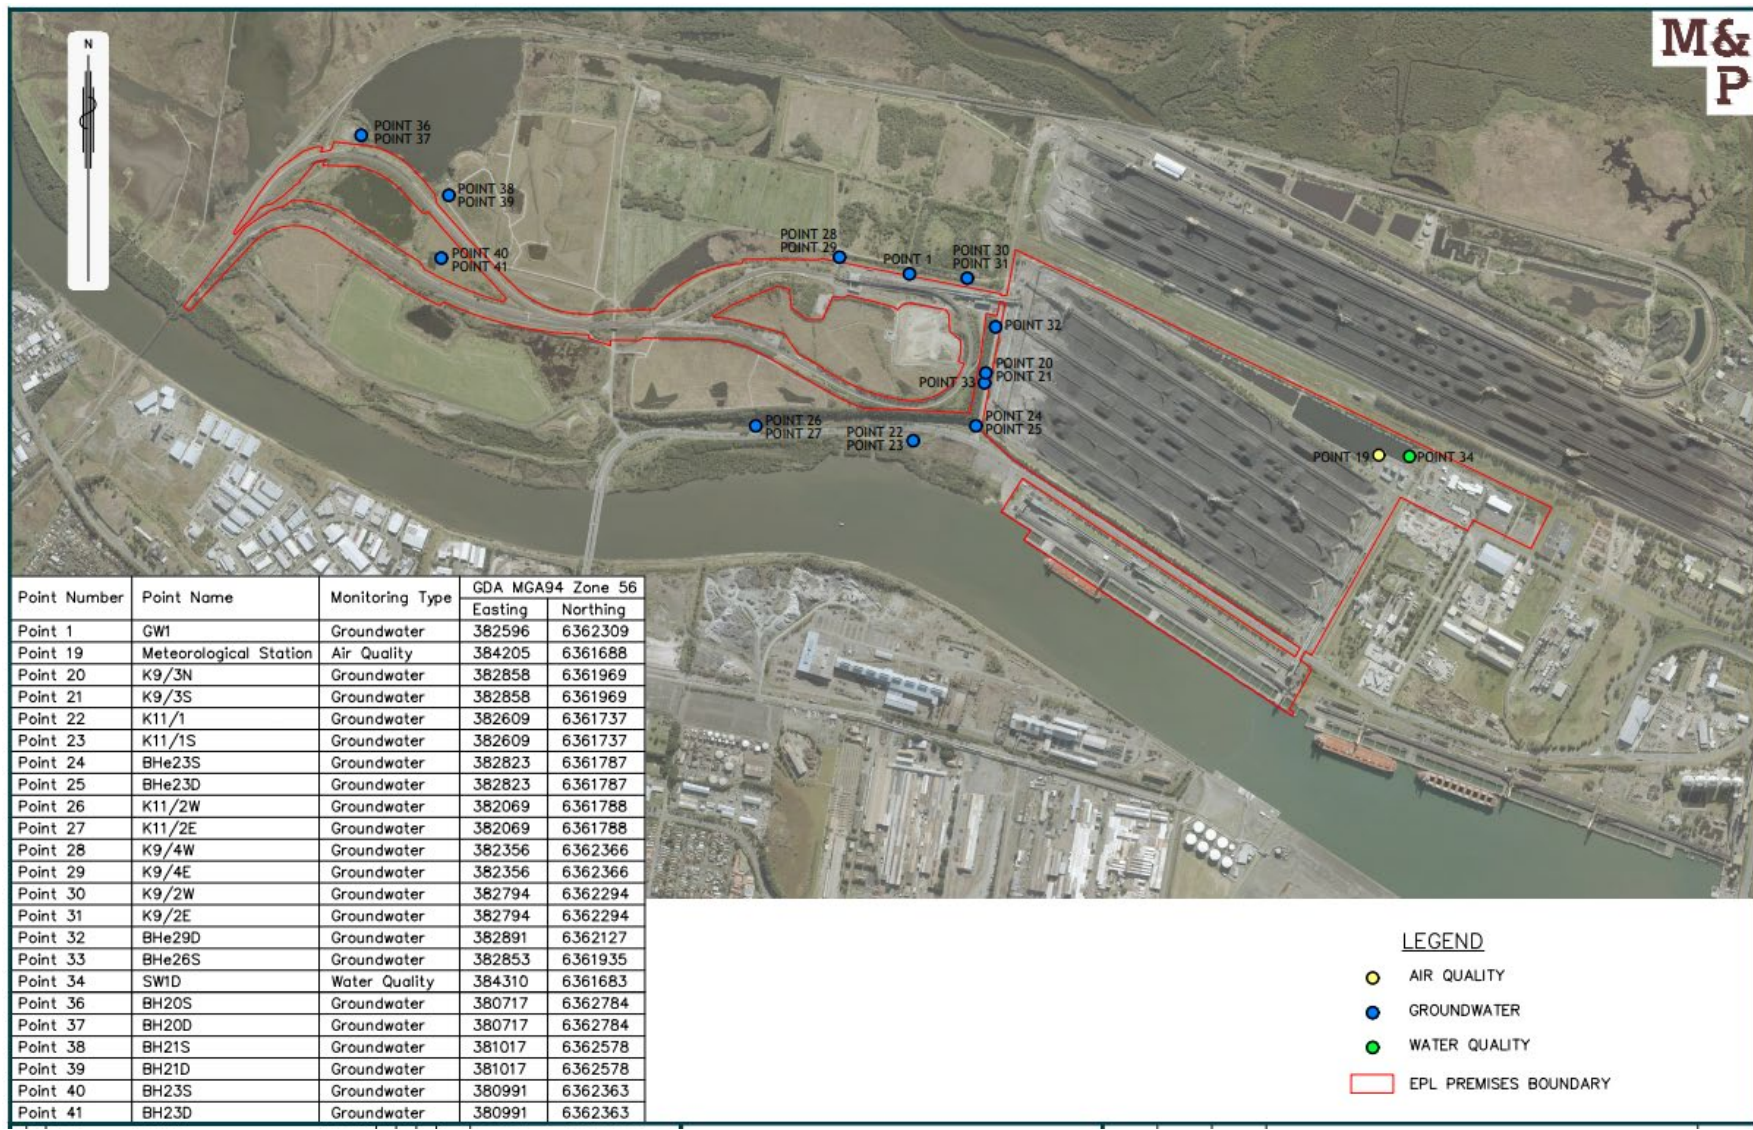 M&
P
N
POINT 36
POINT 37
POINT 38
POINT 39
POINT 40
POINT 41
POINT 28
POINT 29
POINT 1
POINT 30
POINT 31
POINT 32
POINT 20
POINT 33
POINT 21
POINT 26
POINT 27
POINT 22
POINT 23
POINT 24
POINT 25
POINT 19
POINT 34
Point Number Point Name Monitoring Type GDA MGA94 Zone 56
Easting Northing
Point 1 GW1 Groundwater 382596 6362309
Point 19 Meteorological Station Air Quality 384205 6361688
Point 20 K9/3N Groundwater 382858 6361969
Point 21 K9/3S Groundwater 382858 6361969
Point 22 K11/1 Groundwater 382609 6361737
Point 23 K11/1S Groundwater 382609 6361737
Point 24 BHe23S Groundwater 382823 6361787
Point 25 BHe23D Groundwater 382823 6361787
Point 26 K11/2W Groundwater 382069 6361788
Point 27 K11/2E Groundwater 382069 6361788
Point 28 K9/4W Groundwater 382356 6362366
Point 29 K9/4E Groundwater 382356 6362366
Point 30 K9/2W Groundwater 382794 6362294
Point 31 K9/2E Groundwater 382794 6362294
Point 32 BHe29D Groundwater 382891 6362127
Point 33 BHe26S Groundwater 382853 6361935
Point 34 SW1D Water Quality 384310 6361683
Point 36 BH20S Groundwater 380717 6362784
Point 37 BH20D Groundwater 380717 6362784
Point 38 BH21S Groundwater 381017 6362578
Point 39 BH21D Groundwater 381017 6362578
Point 40 BH23S Groundwater 380991 6362363
Point 41 BH23D Groundwater 380991 6362363
LEGEND
AIR QUALITY
GROUNDWATER
WATER QUALITY
EPL PREMISES BOUNDARY